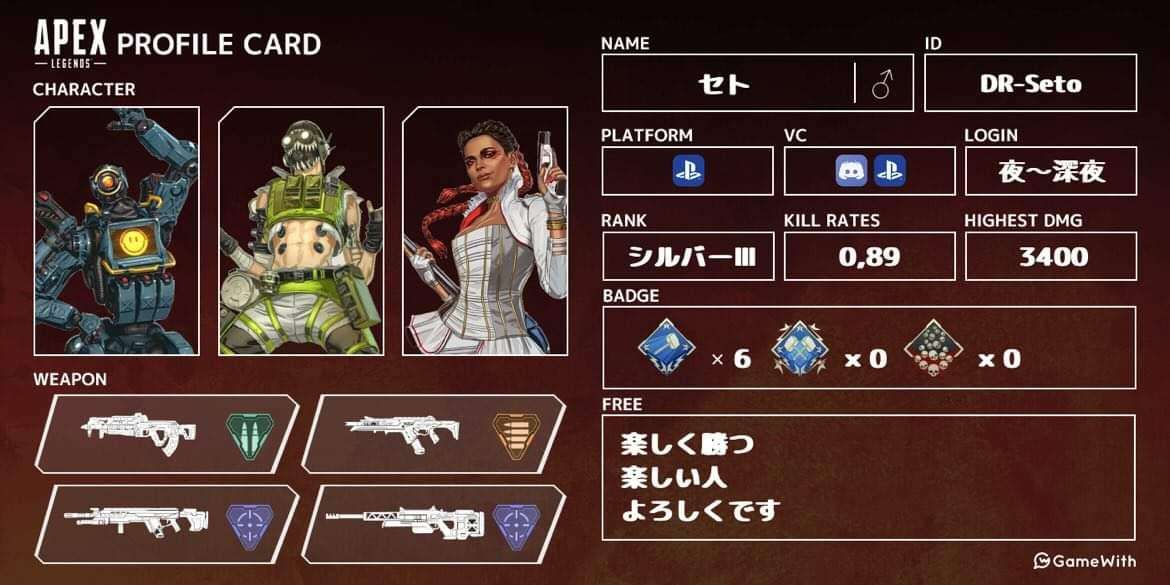 APEX
LEGENDS
PROFILE CARD
CHARACTER
WEAPON
NAME
セト
♂
ID
DR-Seto
PLATFORM
VC
LOGIN
夜〜深夜
RANK
シルバーIII
KILL RATES
0,89
HIGHEST DMG
3400
BADGE
× 6
x 0
x 0
FREE
楽しく勝つ
楽しい人
よろしくです
GameWith